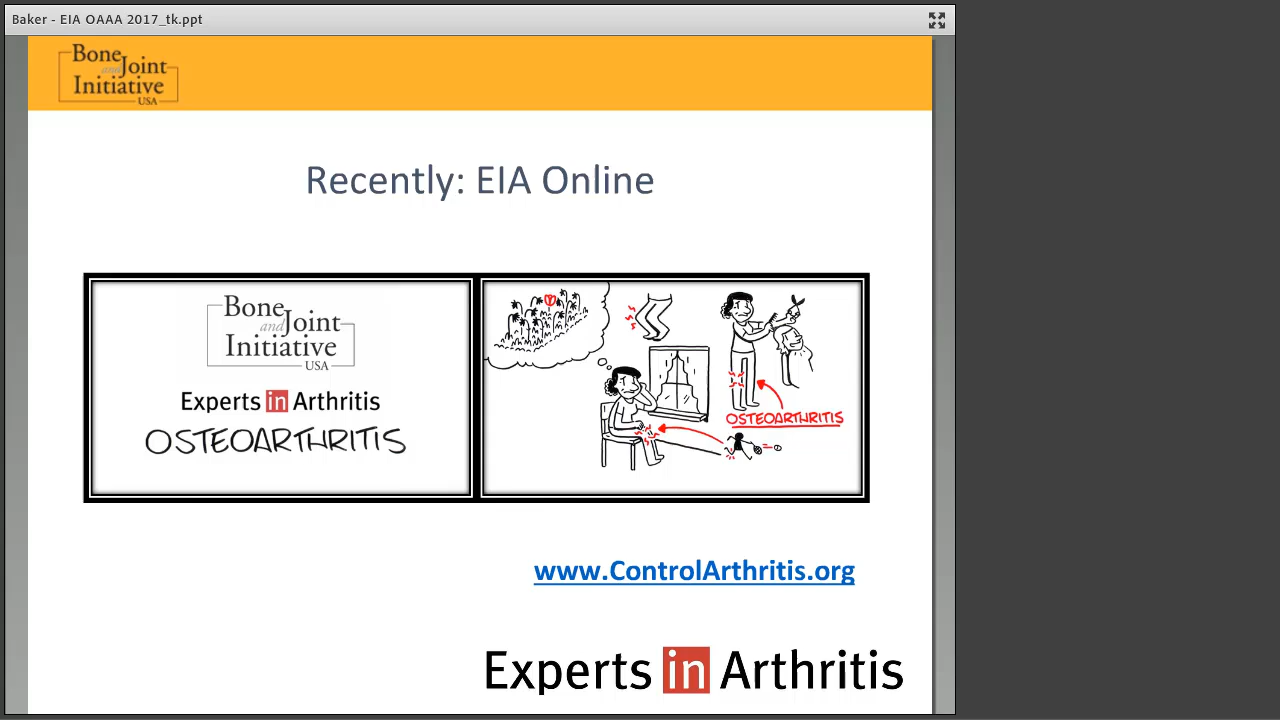 Baker - EIA OAAA 2017_tk.ppt
Bone
and Joint
Initiative
USA
Recently: EIA Online
Bone
and Joint
Initiative
USA
Experts in Arthritis
OSTEOARTHRITIS
OSTEOARTHRITIS
www.ControlArthritis.org
Experts in Arthritis